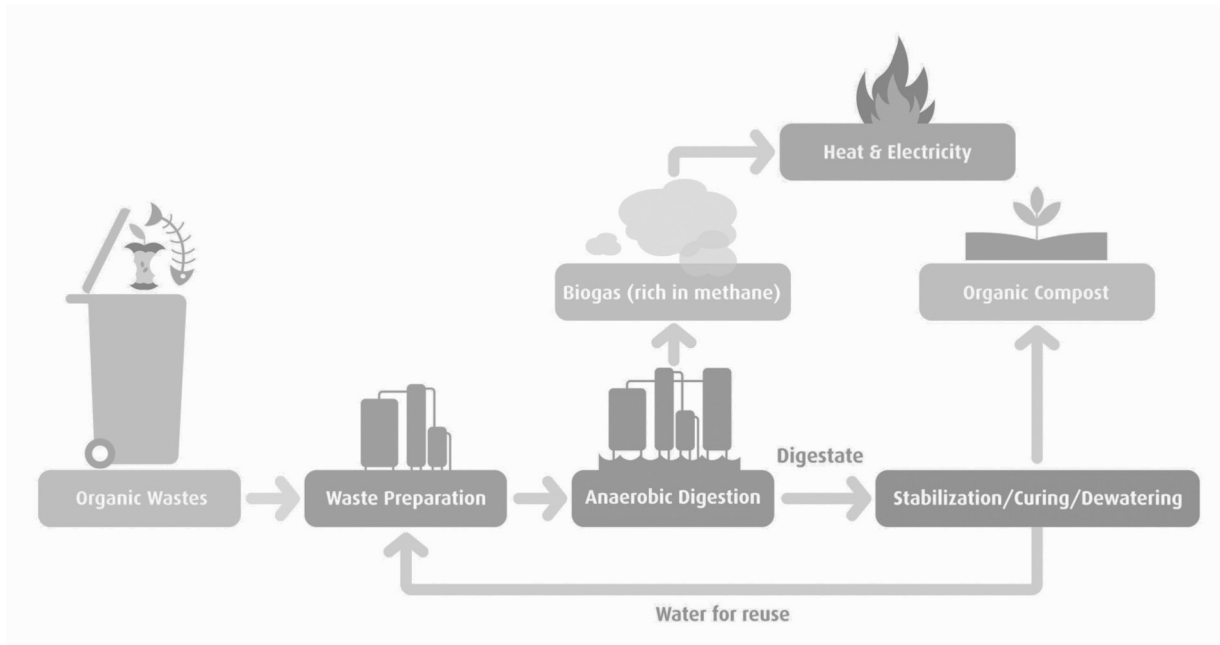 Heat & Electricity
Biogas (rich in methane)
Organic Compost
Digestate
Organic Wastes
Waste Preparation
Anaerobic Digestion
Stabilization/Curing/Dewatering
Water for reuse